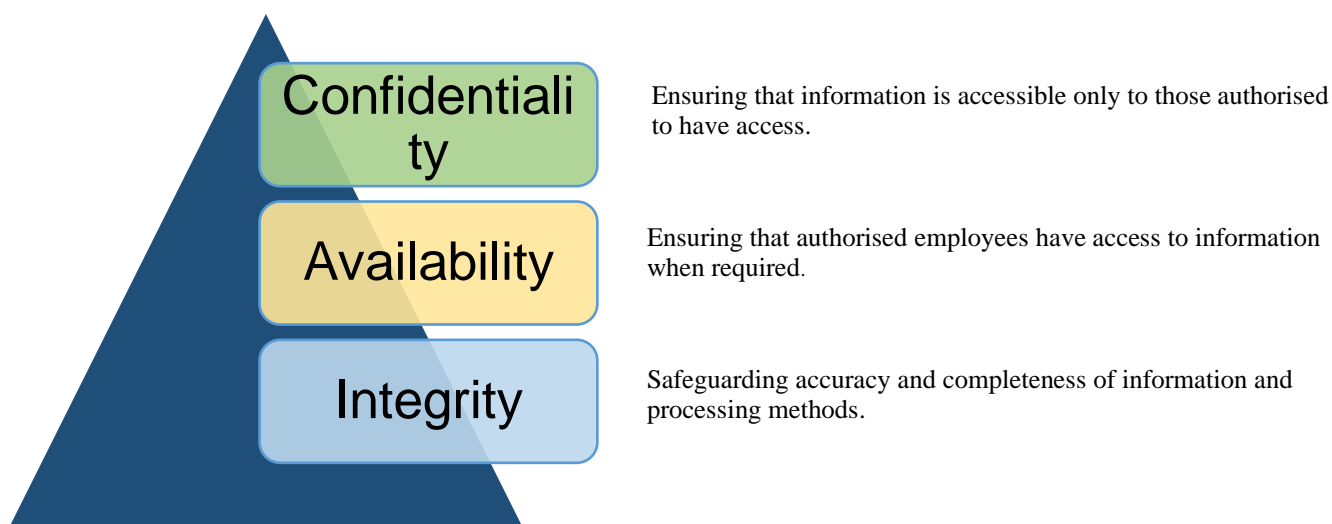 Confidentiali
ty
Ensuring that information is accessible only to those authorised
to have access.
Availability
Ensuring that authorised employees have access to information
when required.
Integrity
Safeguarding accuracy and completeness of information and
processing methods.